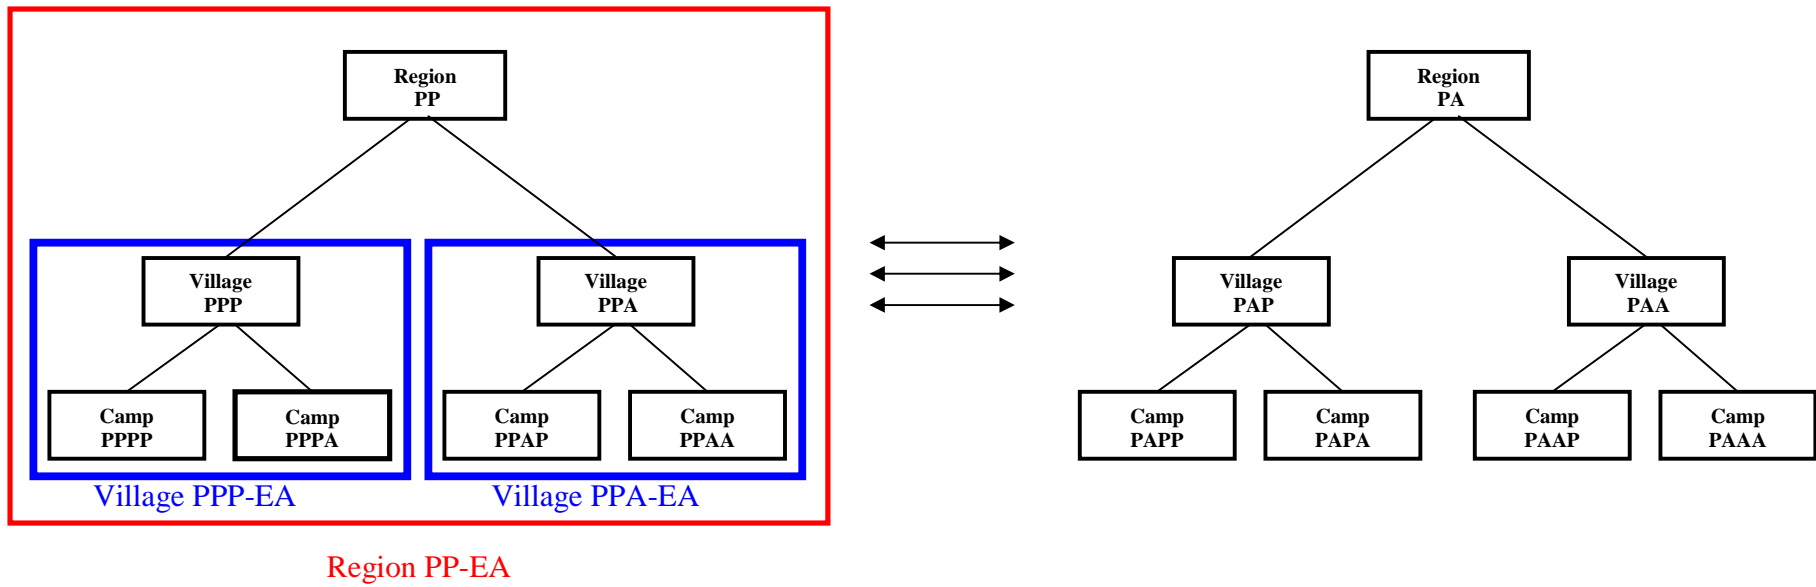 Region
PP
Region
PA
Village
PPP
Village
PPA
Village
PAP
Village
PAA
Camp
PPPP
Camp
PPPA
Camp
PPAP
Camp
PPAA
Camp
PAPP
Camp
PAPA
Camp
PAAP
Camp
PAAA
Village PPP-EA
Village PPA-EA
Region PP-EA